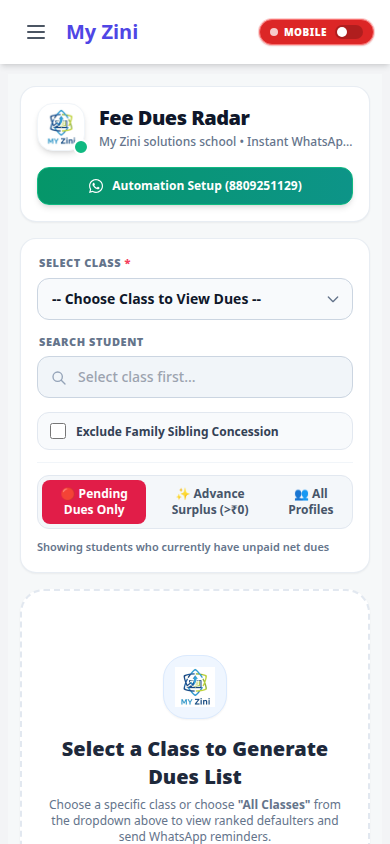 My Zini
MOBILE
MY Zini
Fee Dues Radar
My Zini solutions school • Instant WhatsAp...
Automation Setup (8809251129)
SELECT CLASS *
-- Choose Class to View Dues --
SEARCH STUDENT
Select class first...
Exclude Family Sibling Concession
🔴 Pending
Dues Only
✨ Advance
Surplus (>₹0)
👥 All
Profiles
Showing students who currently have unpaid net dues
MY Zini
Select a Class to Generate
Dues List
Choose a specific class or choose "All Classes" from
the dropdown above to view ranked defaulters and
send WhatsApp reminders.